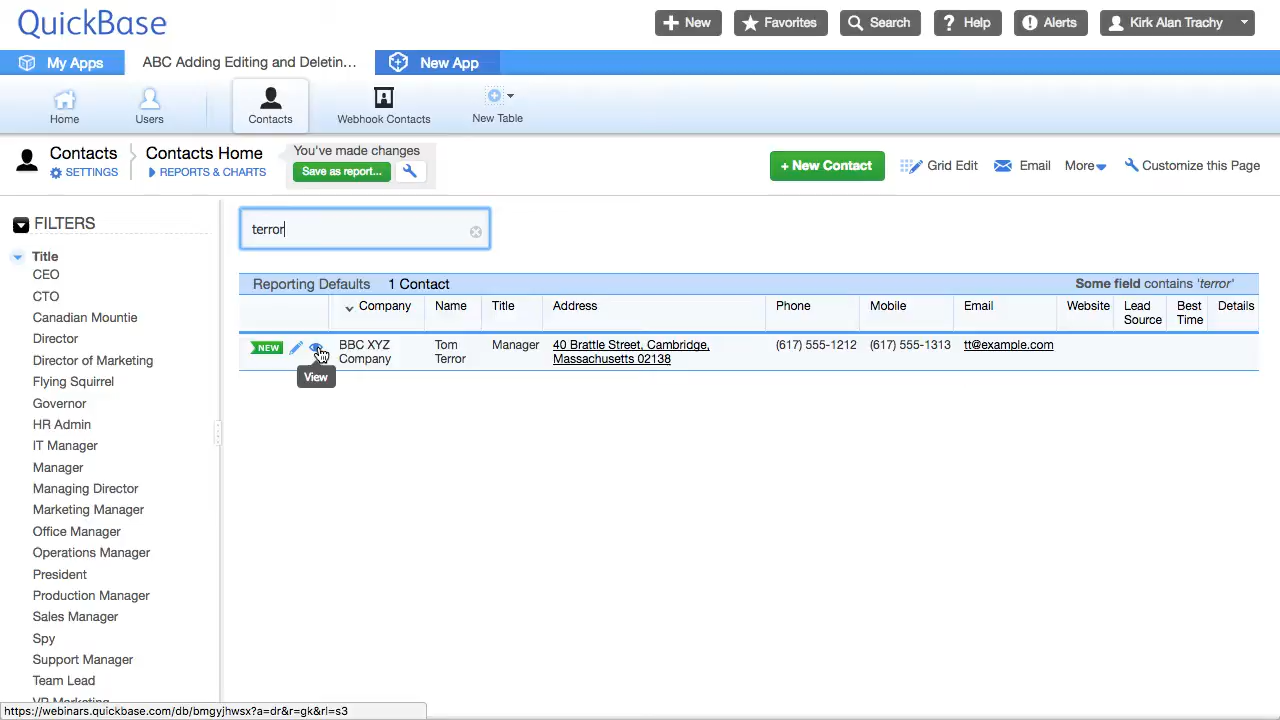 QuickBase
New
Favorites
Search
? Help
Alerts
Kirk Alan Trachy
My Apps
ABC Adding Editing and Deletin...
New App
Home
Users
Contacts
Webhook Contacts
New Table
Contacts
SETTINGS
Contacts Home
REPORTS & CHARTS
You've made changes
Save as report...
+ New Contact
Grid Edit
Email
More
Customize this Page
FILTERS
Title
CEO
CTO
Canadian Mountie
Director
Director of Marketing
Flying Squirrel
Governor
HR Admin
IT Manager
Manager
Managing Director
Marketing Manager
Office Manager
Operations Manager
President
Production Manager
Sales Manager
Spy
Support Manager
Team Lead
VP Marketing
terror
Reporting Defaults 1 Contact
Some field contains 'terror'
Company Name Title Address Phone Mobile Email Website Lead Source Best Time Details
NEW
BBC XYZ Company
Tom Terror
Manager
40 Brattle Street, Cambridge,
Massachusetts 02138
(617) 555-1212
(617) 555-1313
tt@example.com
View
https://webinars.quickbase.com/db/bmgyjhwsx?a=dr&r=gk&rl=s3